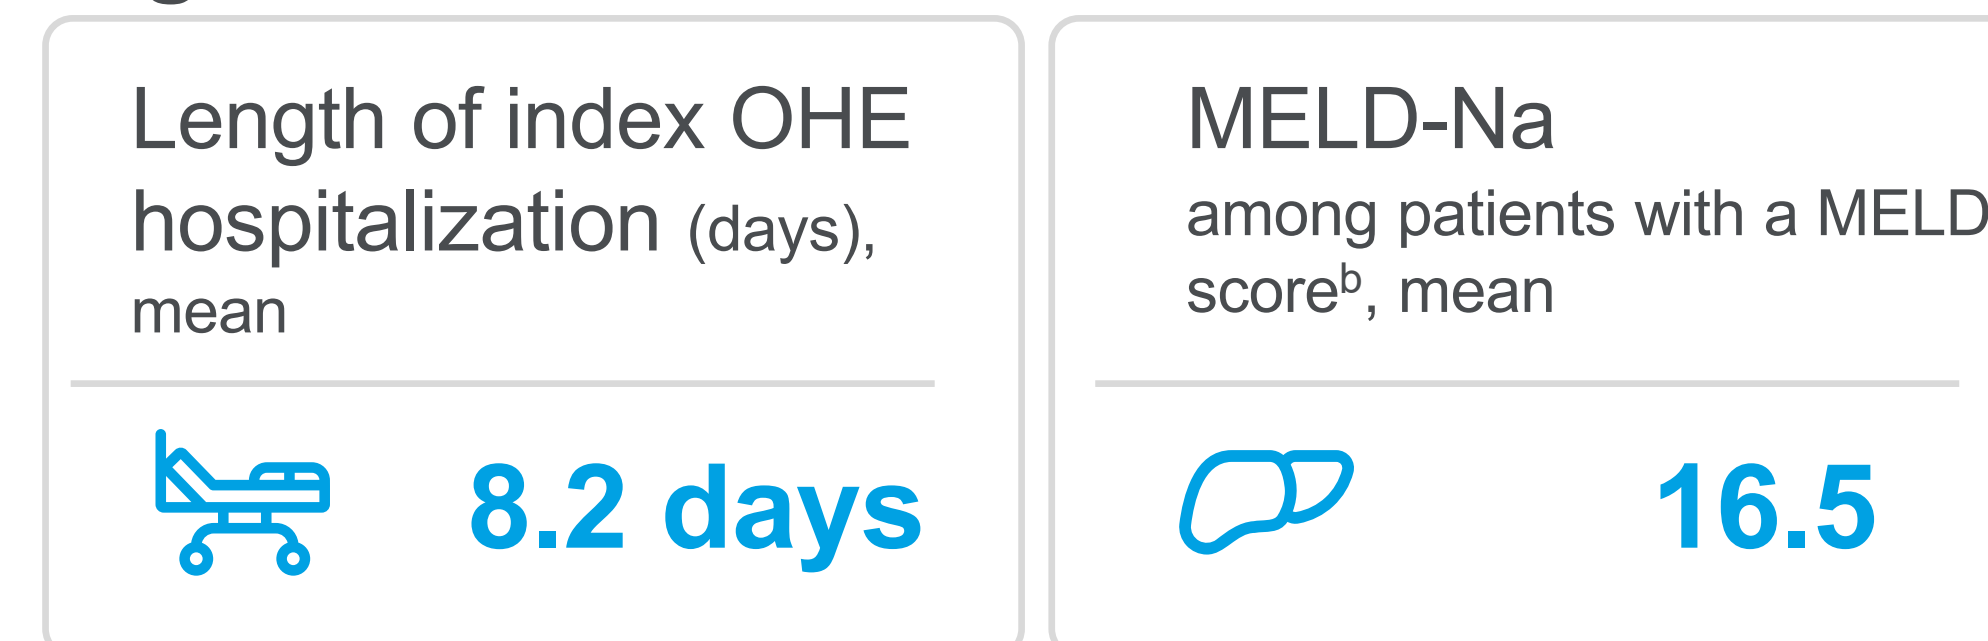 Length of index OHE
hospitalization (days),
mean
8.2 days
MELD-Na
among patients with a MELD
scoreᵇ, mean
16.5